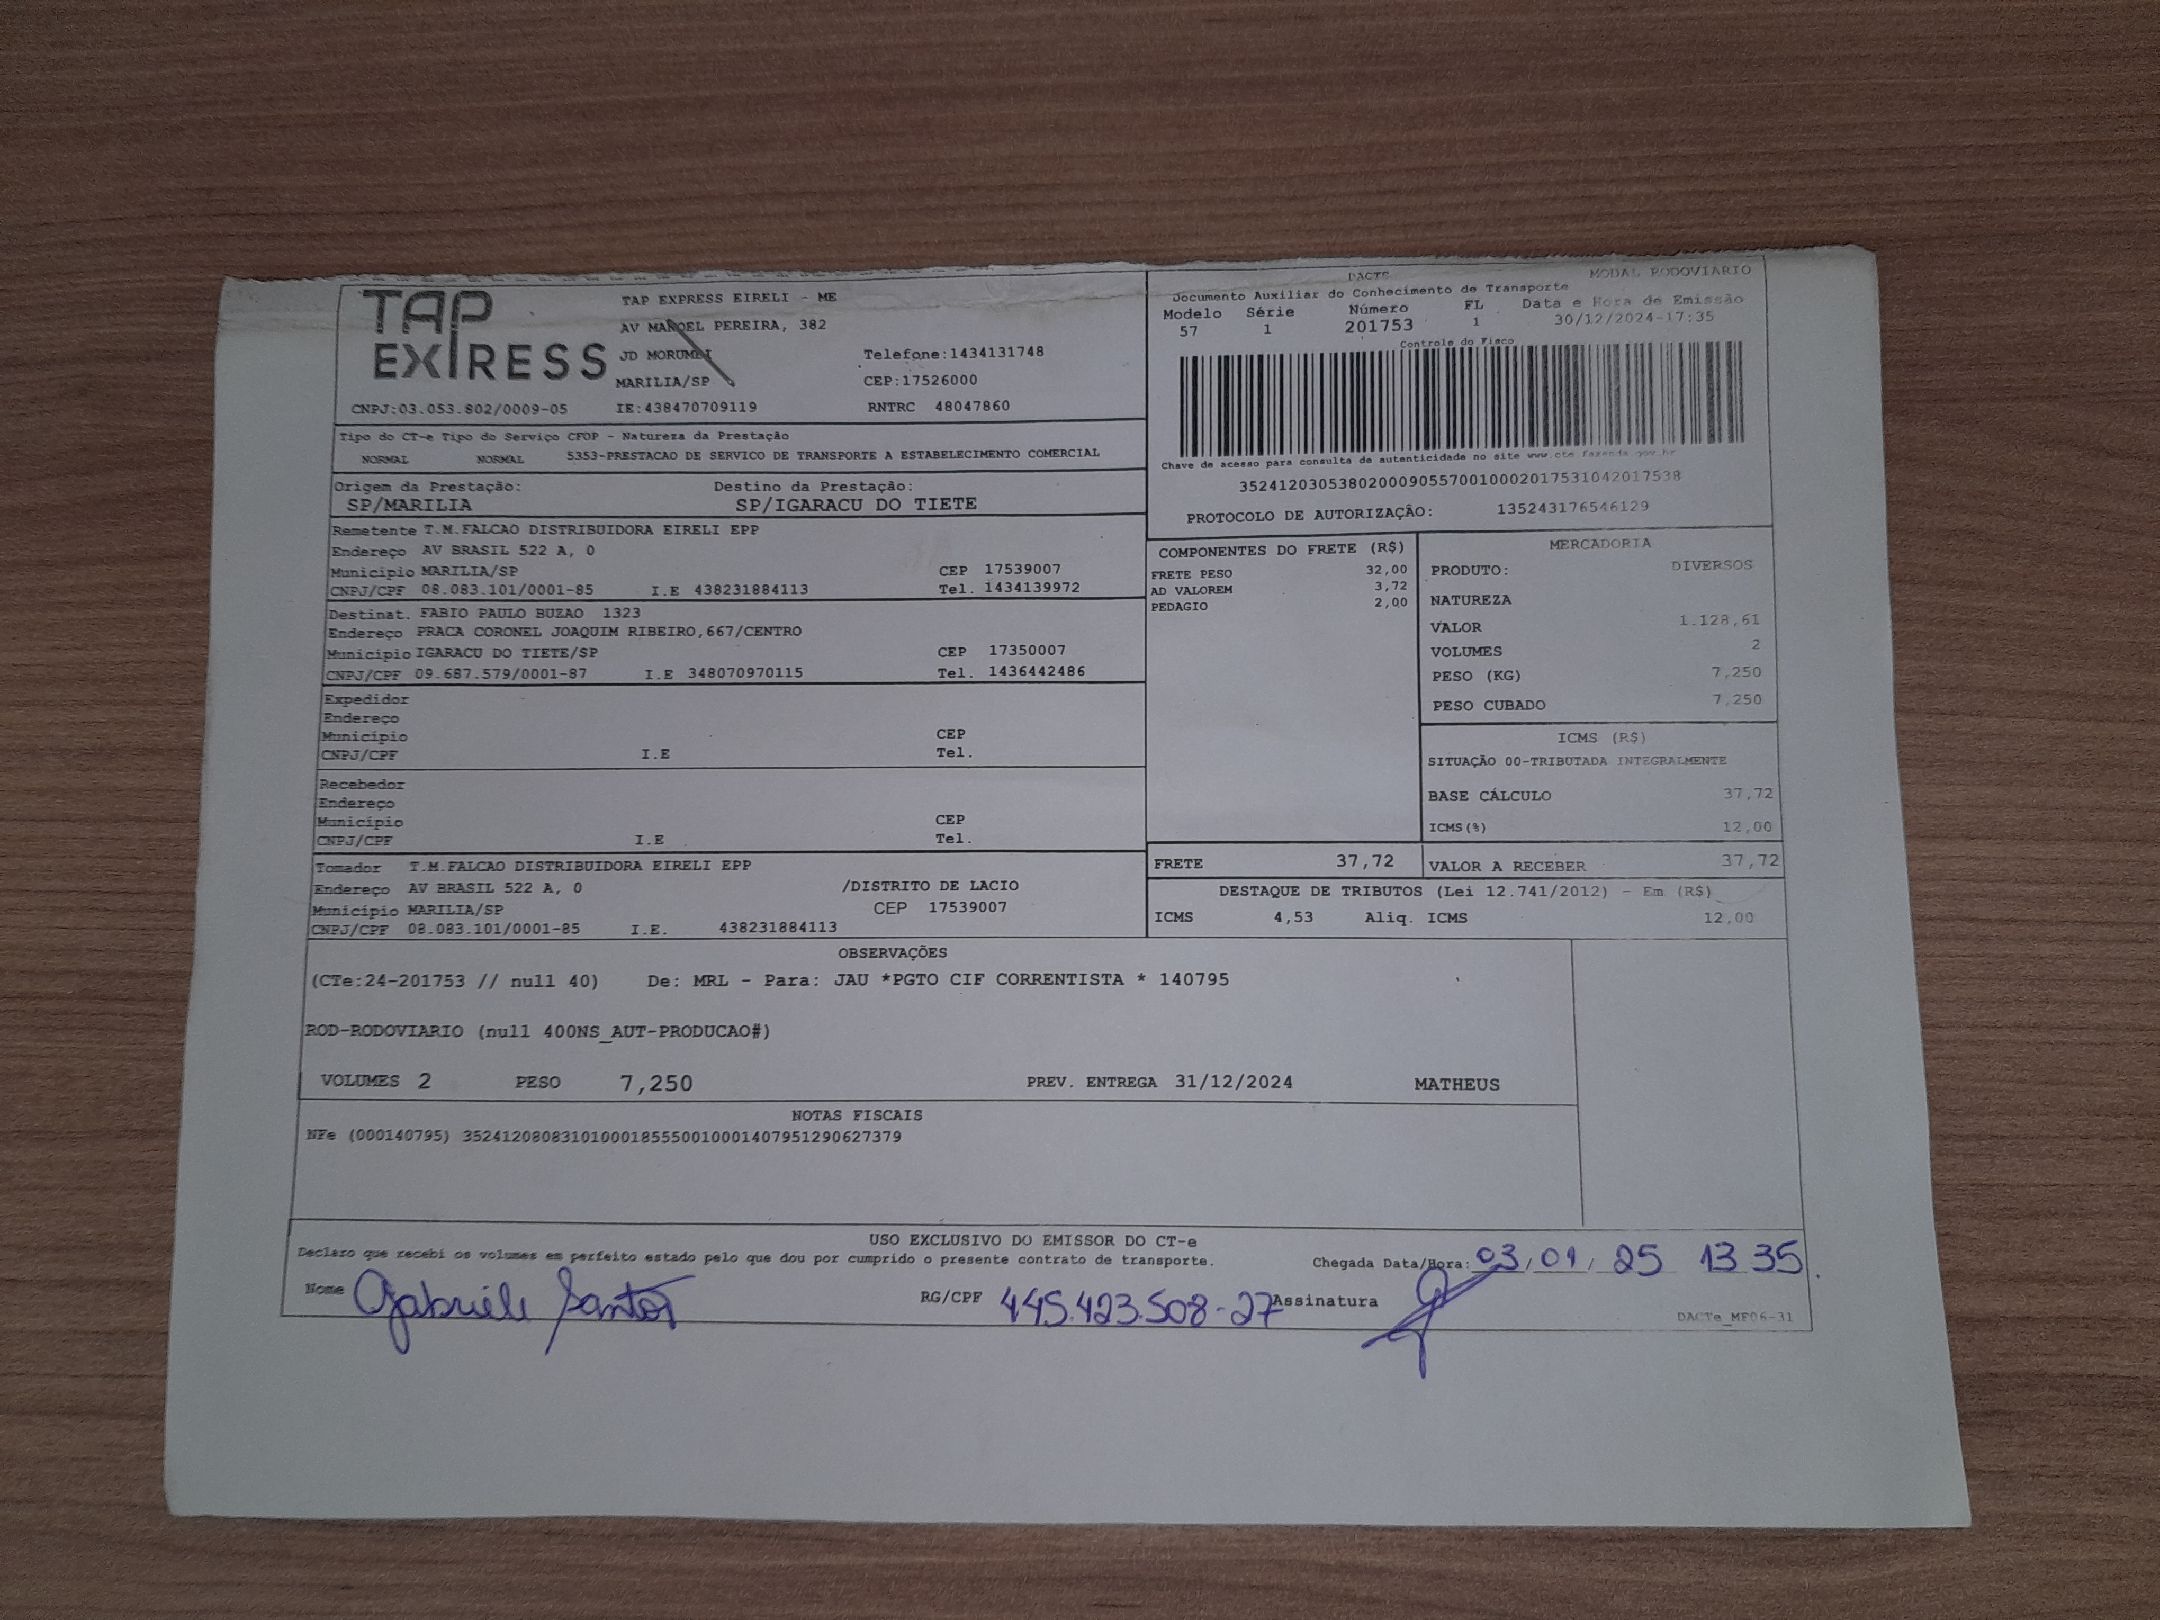 TAP EXPRESS
TAP EXPRESS EIRELI - ME
AV MANOEL PEREIRA, 382
JD MORUMBI Telefone:1434131748
MARILIA/SP CEP:17526000
CNPJ:03.053.802/0009-05 IE:438470709119 RNTRC 48047860
DACTE MODAL RODOVIARIO
Documento Auxiliar do Conhecimento de Transporte
Modelo Série Número FL Data e Hora de Emissão
57 1 201753 1 30/12/2024-17:35
Controle do Fisco
Chave de acesso para consulta de autenticidade no site www.cte.fazenda.gov.br
35241203053802000905570010002017531042017538
PROTOCOLO DE AUTORIZAÇÃO: 135243176546129
Tipo do CT-e Tipo do Serviço CFOP - Natureza da Prestação
NORMAL NORMAL 5353-PRESTACAO DE SERVICO DE TRANSPORTE A ESTABELECIMENTO COMERCIAL
Origem da Prestação: Destino da Prestação:
SP/MARILIA SP/IGARACU DO TIETE
Remetente T.M.FALCAO DISTRIBUIDORA EIRELI EPP
Endereço AV BRASIL 522 A, 0
Municipio MARILIA/SP CEP 17539007
CNPJ/CPF 08.083.101/0001-85 I.E 438231884113 Tel. 1434139972
Destinat. FABIO PAULO BUZAO 1323
Endereço PRACA CORONEL JOAQUIM RIBEIRO,667/CENTRO
Municipio IGARACU DO TIETE/SP CEP 17350007
CNPJ/CPF 09.687.579/0001-87 I.E 348070970115 Tel. 1436442486
Expedidor
Endereço
Município CEP
CNPJ/CPF I.E Tel.
Recebedor
Endereço
Município CEP
CNPJ/CPF I.E Tel.
Tomador T.M.FALCAO DISTRIBUIDORA EIRELI EPP
Endereço AV BRASIL 522 A, 0 /DISTRITO DE LACIO
Município MARILIA/SP CEP 17539007
CNPJ/CPF 08.083.101/0001-85 I.E. 438231884113
COMPONENTES DO FRETE (R$)
FRETE PESO 32,00
AD VALOREM 3,72
PEDAGIO 2,00
MERCADORIA
PRODUTO: DIVERSOS
NATUREZA
VALOR 1.128,61
VOLUMES 2
PESO (KG) 7,250
PESO CUBADO 7,250
ICMS (R$)
SITUAÇÃO 00-TRIBUTADA INTEGRALMENTE
BASE CÁLCULO 37,72
ICMS(%) 12,00
FRETE 37,72 VALOR A RECEBER 37,72
DESTAQUE DE TRIBUTOS (Lei 12.741/2012) - Em (R$)
ICMS 4,53 Aliq. ICMS 12,00
OBSERVAÇÕES
(CTe:24-201753 // null 40) De: MRL - Para: JAU *PGTO CIF CORRENTISTA * 140795
ROD-RODOVIARIO (null 400NS_AUT-PRODUCAO#)
VOLUMES 2 PESO 7,250 PREV. ENTREGA 31/12/2024 MATHEUS
NOTAS FISCAIS
NFe (000140795) 35241208083101000185550010001407951290627379
USO EXCLUSIVO DO EMISSOR DO CT-e
Declaro que recebi os volumes em perfeito estado pelo que dou por cumprido o presente contrato de transporte. Chegada Data/Hora: 03/01/25 13 35
Nome Gabriele Santos RG/CPF 445.423.508-27 Assinatura
DACTe_MF06-31